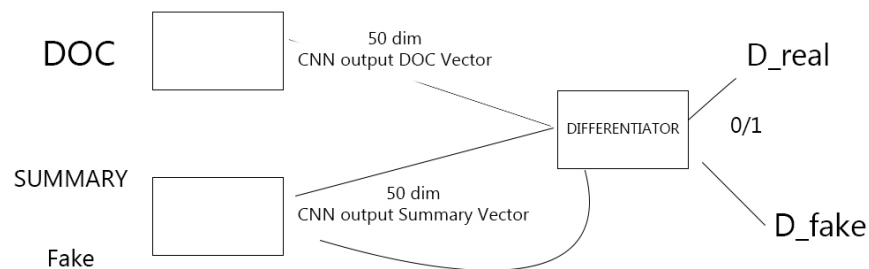 DOC
50 dim
CNN output DOC Vector
D_real
DIFFERENTIATOR
0/1
SUMMARY
50 dim
CNN output Summary Vector
D_fake
Fake